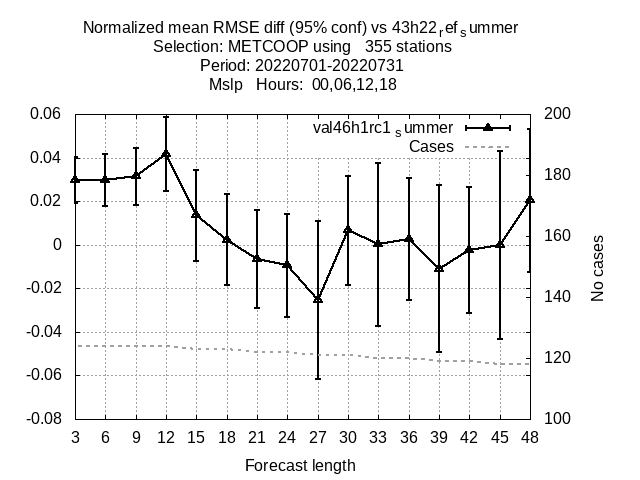 Normalized mean RMSE diff (95% conf) vs 43h22refsummer
Selection: METCOOP using   355 stations
Period: 20220701-20220731
Mslp   Hours:  00,06,12,18
val46h1rc1summer
Cases
0.06
0.04
0.02
0
-0.02
-0.04
-0.06
-0.08
200
180
160
140
120
100
No cases
3 6 9 12 15 18 21 24 27 30 33 36 39 42 45 48
Forecast length